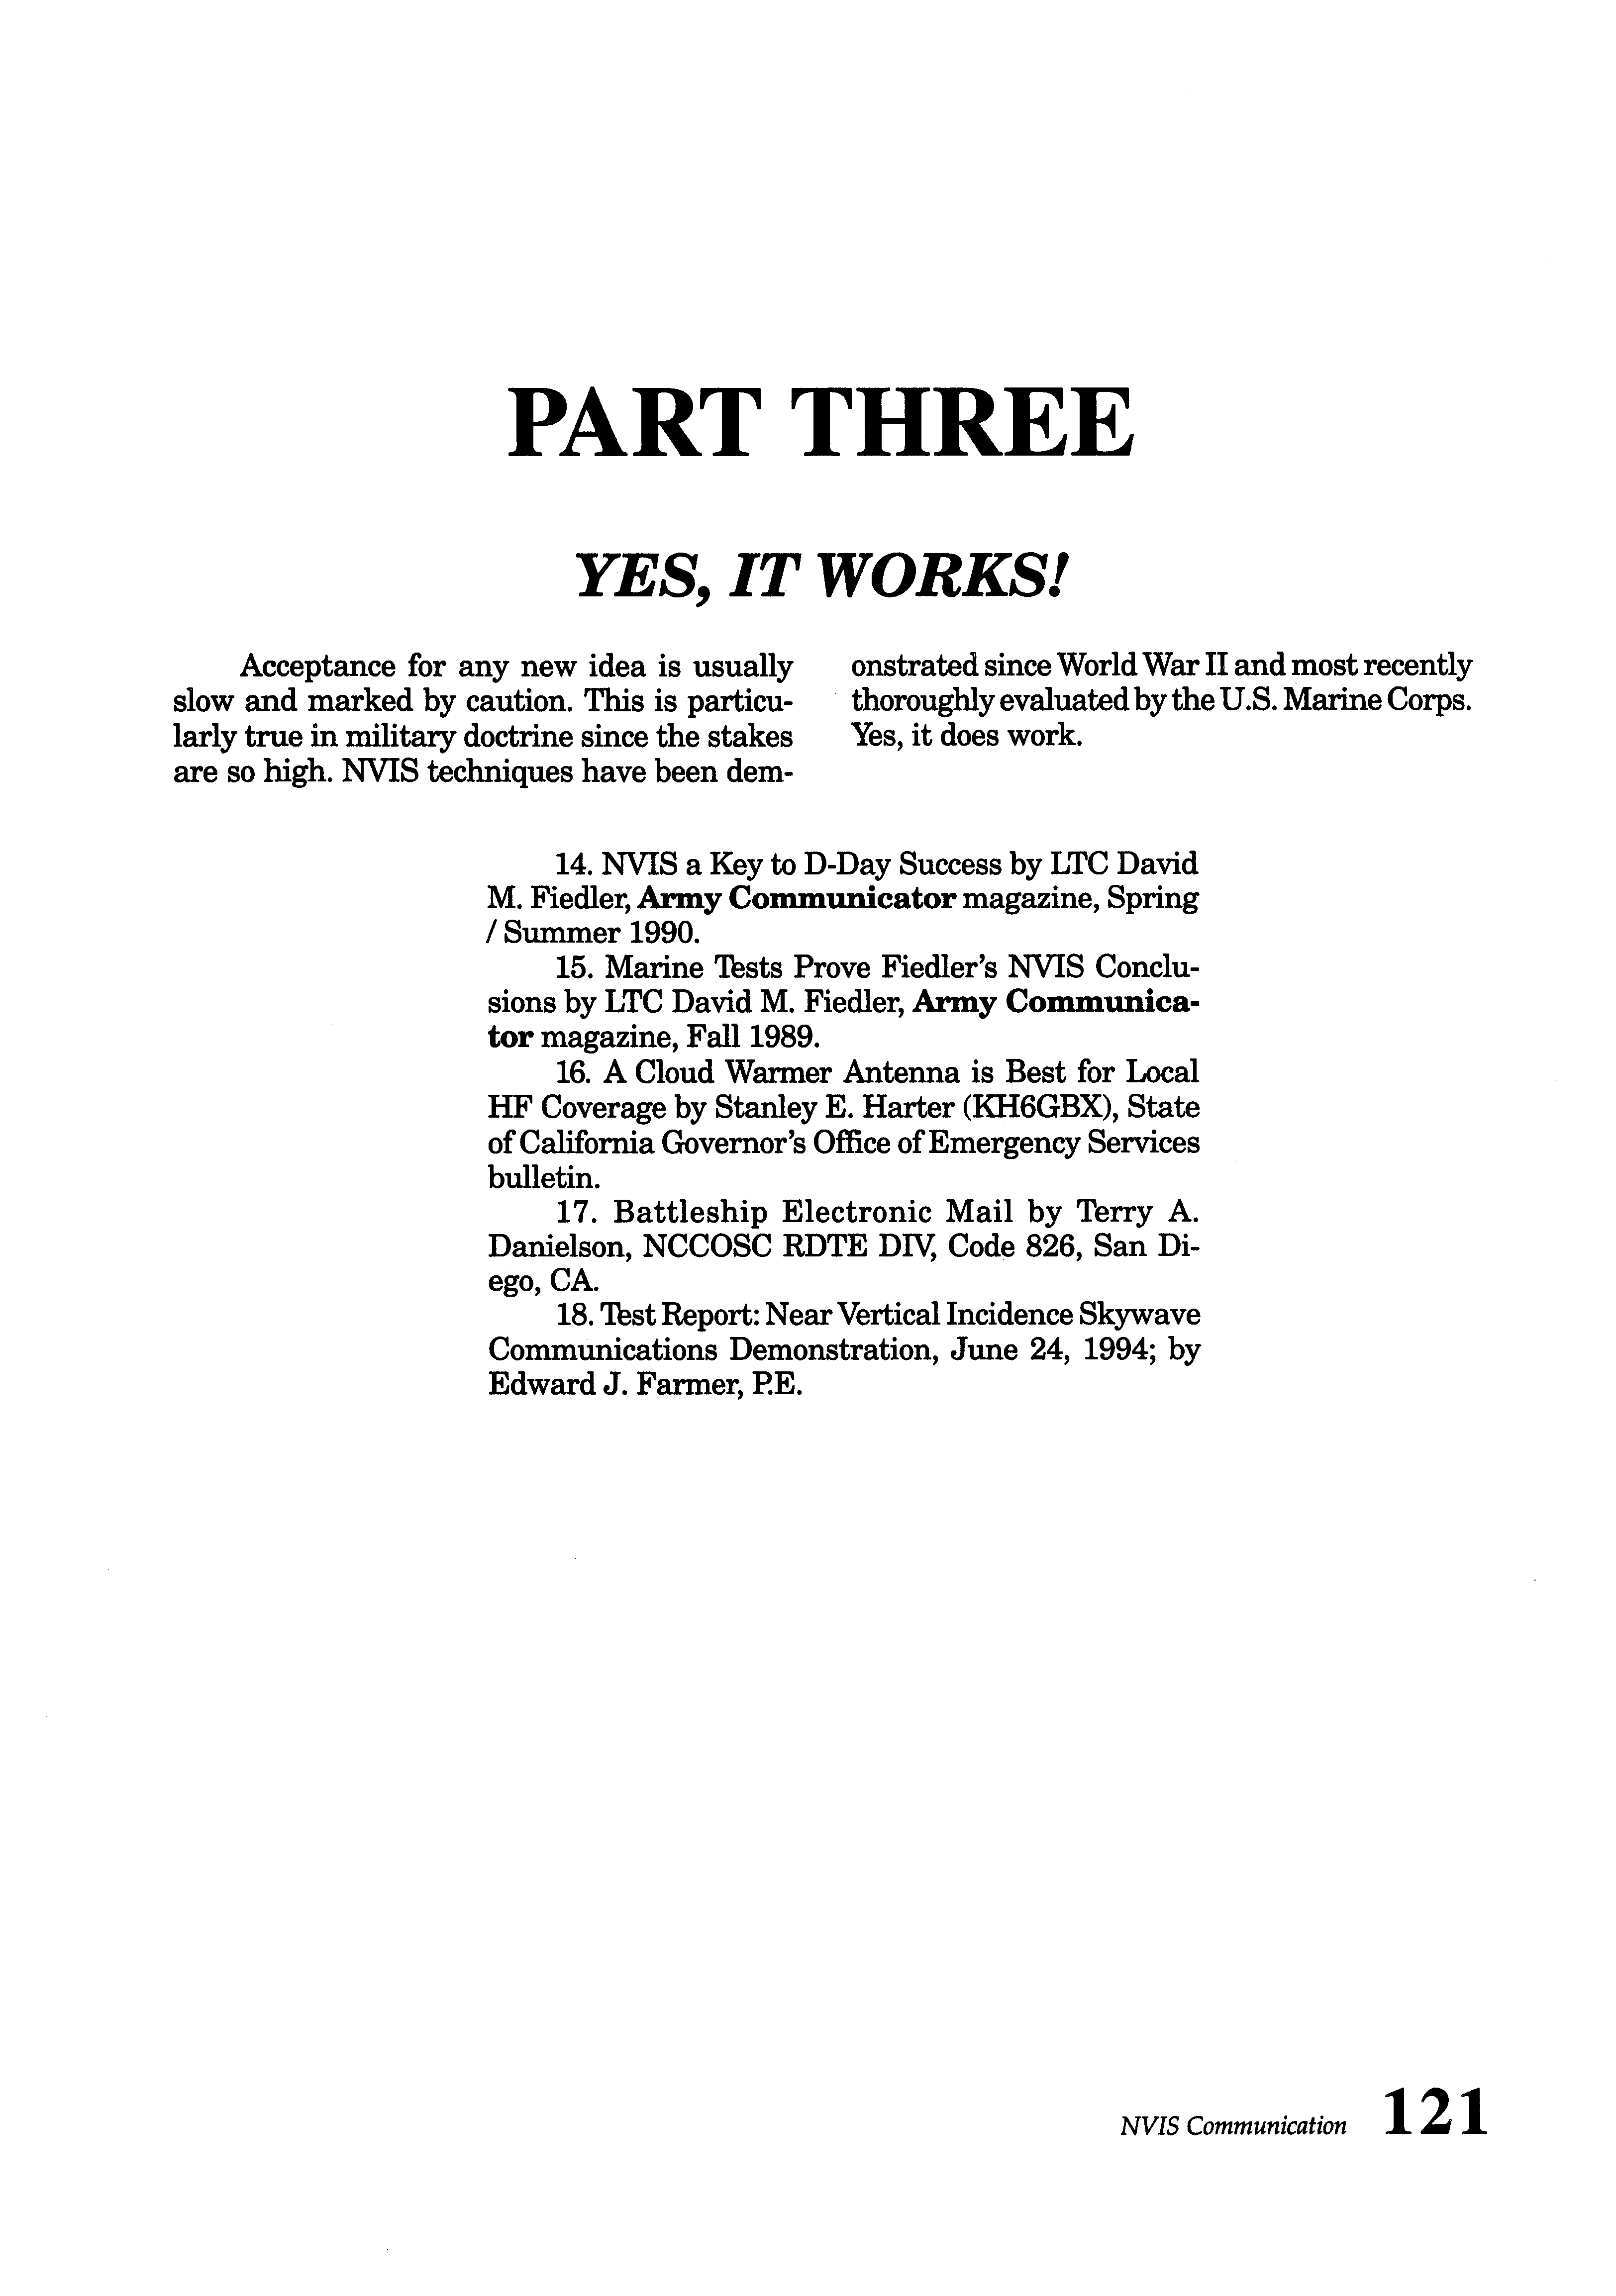 PART THREE
YES, IT WORKS!
Acceptance for any new idea is usually
slow and marked by caution. This is particu-
larly true in military doctrine since the stakes
are so high. NVIS techniques have been dem-
onstrated since World War II and most recently
thoroughly evaluated by the U.S. Marine Corps.
Yes, it does work.
14. NVIS a Key to D-Day Success by LTC David
M. Fiedler, Army Communicator magazine, Spring
/ Summer 1990.
15. Marine Tests Prove Fiedler's NVIS Conclu-
sions by LTC David M. Fiedler, Army Communica-
tor magazine, Fall 1989.
16. A Cloud Warmer Antenna is Best for Local
HF Coverage by Stanley E. Harter (KH6GBX), State
of California Governor's Office of Emergency Services
bulletin.
17. Battleship Electronic Mail by Terry A.
Danielson, NCCOSC RDTE DIV, Code 826, San Di-
ego, CA.
18. Test Report: Near Vertical Incidence Skywave
Communications Demonstration, June 24, 1994; by
Edward J. Farmer, P.E.
NVIS Communication 121